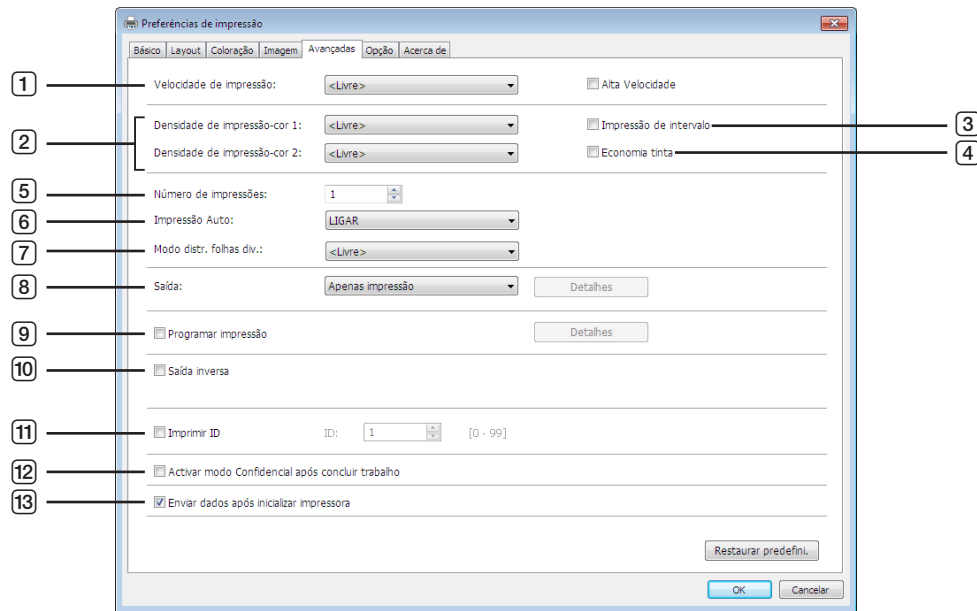 Preferências de impressão
Básico Layout Coloração Imagem Avançadas Opção Acerca de
1 Velocidade de impressão: <Livre> Alta Velocidade
2 Densidade de impressão-cor 1: <Livre> Impressão de intervalo 3
Densidade de impressão-cor 2: <Livre> Economia tinta 4
5 Número de impressões: 1
6 Impressão Auto: LIGAR
7 Modo distr. folhas div.: <Livre>
8 Saída: Apenas impressão Detalhes
9 Programar impressão Detalhes
10 Saída inversa
11 Imprimir ID ID: 1 [0 - 99]
12 Activar modo Confidencial após concluir trabalho
13 Enviar dados após inicializar impressora
Restaurar predefini.
OK Cancelar